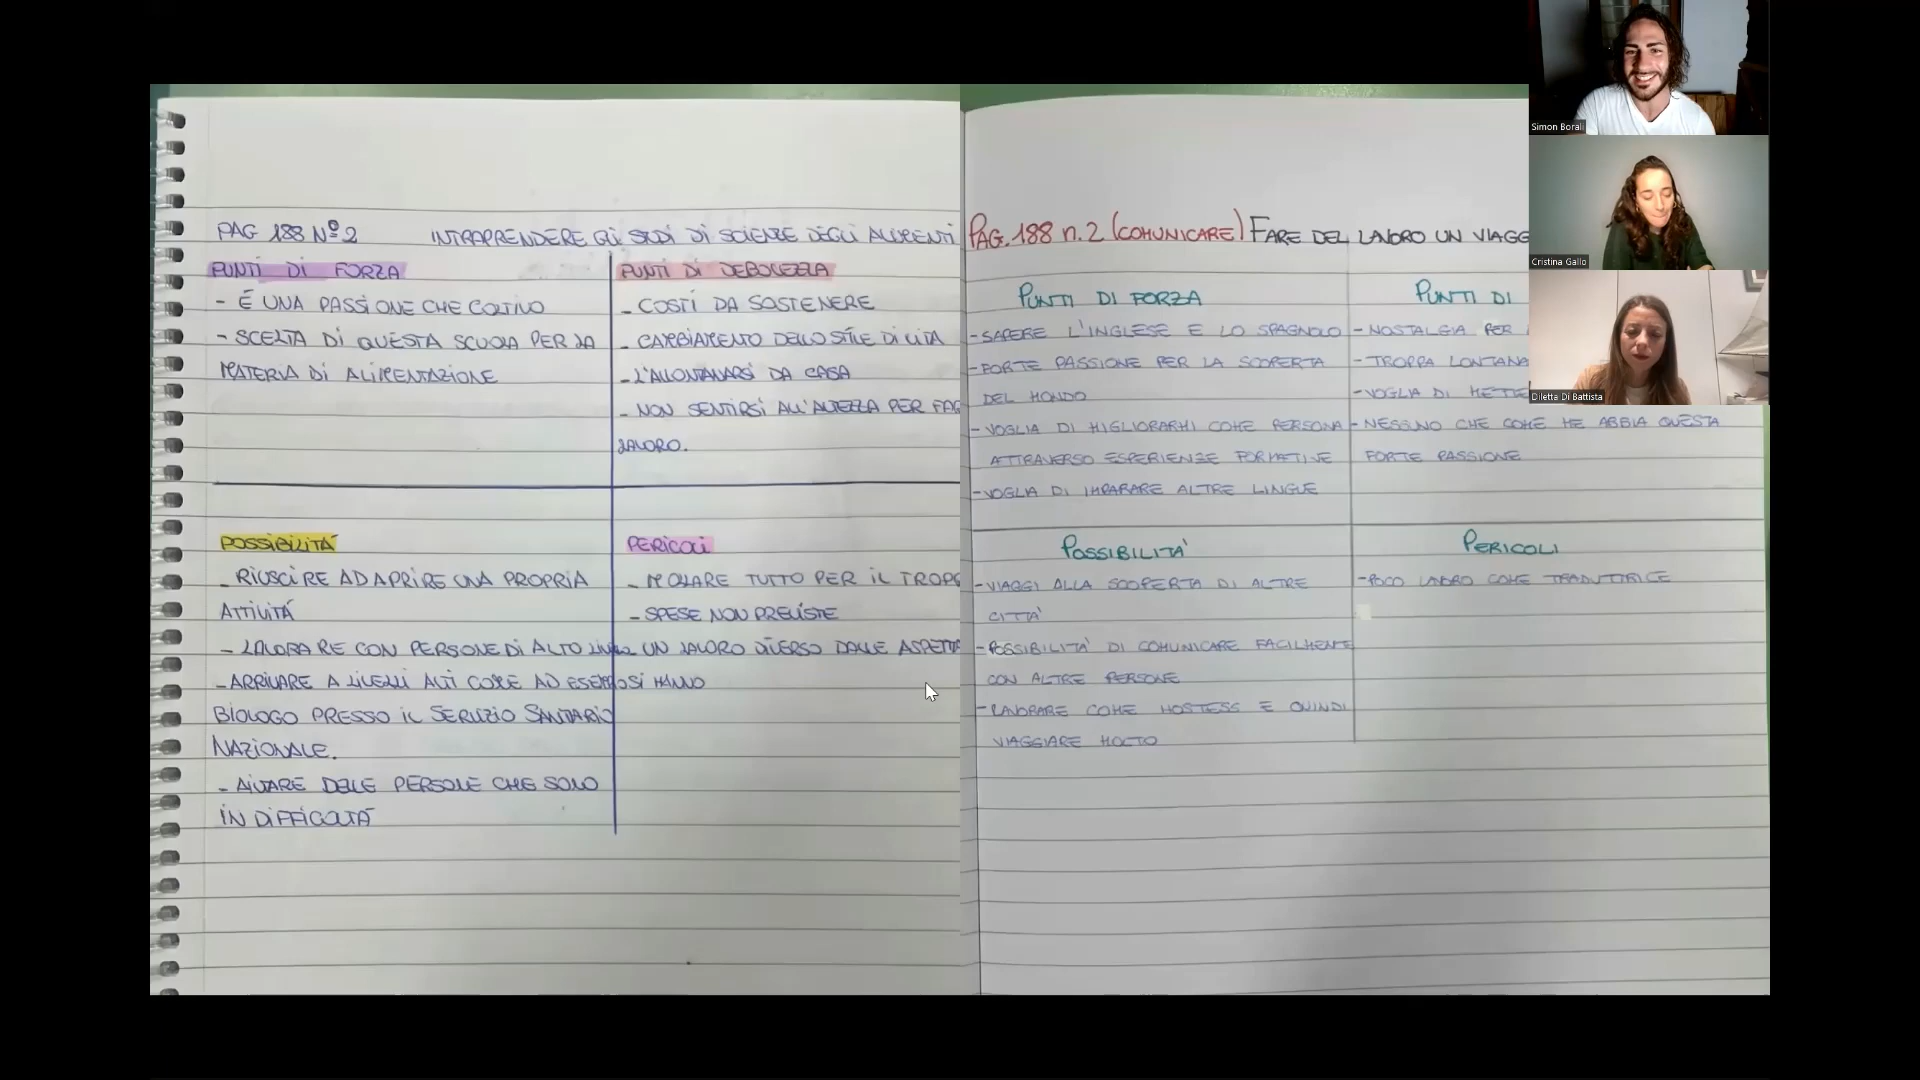 PAG 188 Nº2 INTRAPRENDERE GLI STUDI DI SCIENZE DEGLI ALIMENTI
PUNTI DI FORZA
- È UNA PASSIONE CHE COLTIVO
- SCELTA DI QUESTA SCUOLA PER LA
MATERIA DI ALIMENTAZIONE
PUNTI DI DEBOLEZZA
- COSTI DA SOSTENERE
- CAMBIAMENTO DELLO STILE DI VITA
- L'ALLONTANARSI DA CASA
- NON SENTIRSI ALL'ALTEZZA PER
LAVORO.
POSSIBILITÀ
- RIUSCIRE AD APRIRE UNA PROPRIA
ATTIVITÀ
- LAVORARE CON PERSONE DI ALTO LIVELLO
- ARRIVARE A LIVELLI ALTI COME AD ESEMPIO
BIOLOGO PRESSO IL SERVIZIO SANITARIO
NAZIONALE.
- AIUTARE DELLE PERSONE CHE SONO
IN DIFFICOLTÀ
PERICOLI
- MOLLARE TUTTO PER IL TROPP
- SPESE NON PREVISTE
UN LAVORO DIVERSO DALLE ASPETTA
SI HANNO
PAG. 188 n.2 (COMUNICARE) FARE DEL LAVORO UN VIAGG
PUNTI DI FORZA
- SAPERE L'INGLESE E LO SPAGNOLO
- FORTE PASSIONE PER LA SCOPERTA
DEL MONDO
- VOGLIA DI MIGLIORARMI COME PERSONA
ATTRAVERSO ESPERIENZE FORMATIVE
- VOGLIA DI IMPARARE ALTRE LINGUE
PUNTI DI
- NOSTALGIA PER
- TROPPA LONTANA
- VOGLIA DI METTE
- NESSUNO CHE COME ME ABBIA QUESTA
FORTE PASSIONE
POSSIBILITA'
- VIAGGI ALLA SCOPERTA DI ALTRE
CITTA'
- POSSIBILITA' DI COMUNICARE FACILMENTE
CON ALTRE PERSONE
- LAVORARE COME HOSTESS E QUINDI
VIAGGIARE MOLTO
PERICOLI
- POCO LAVORO COME TRADUTTRICE
Simon Borali
Cristina Gallo
Diletta Di Battista